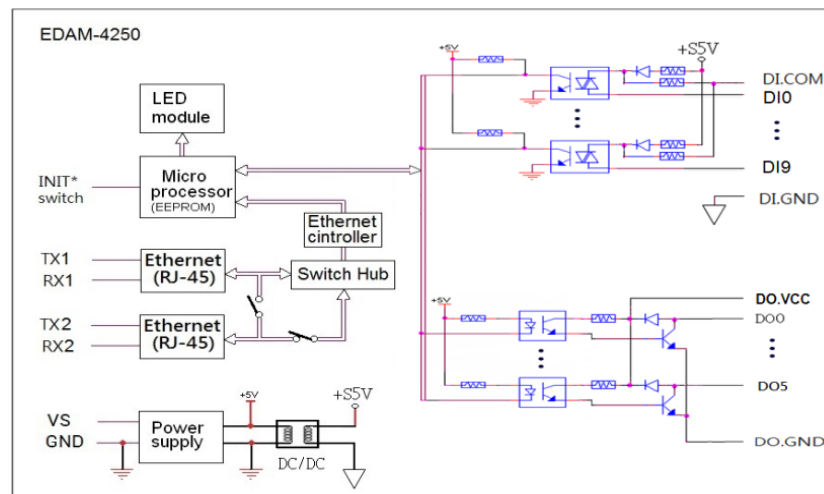 EDAM-4250
LED
module
INIT*
switch
Micro
processor
(EEPROM)
Ethernet
cintroller
TX1
RX1
Ethernet
(RJ-45)
Switch Hub
TX2
RX2
Ethernet
(RJ-45)
VS
GND
Power
supply
+5V
+S5V
DC/DC
+5V
+S5V
DI.COM
DI0
DI9
DI.GND
+5V
DO.VCC
DO0
DO5
DO.GND